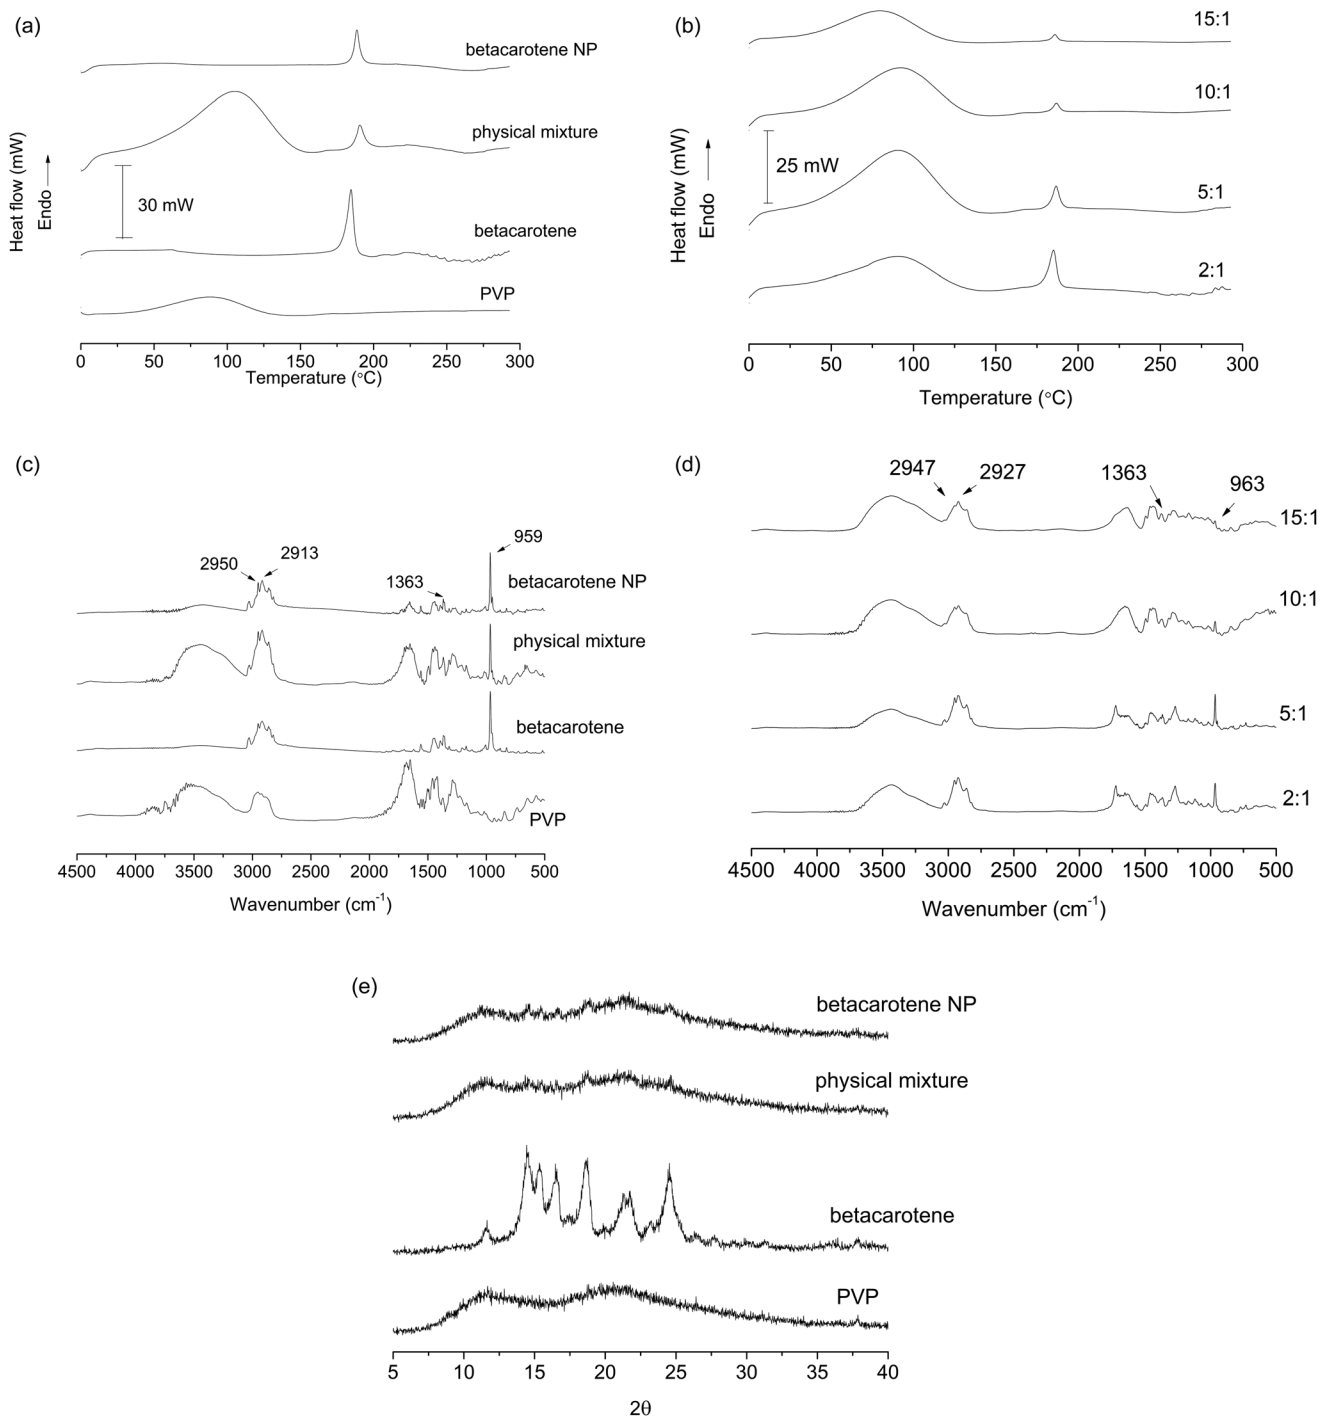 (a)
betacarotene NP
physical mixture
30 mW
betacarotene
PVP
Heat flow (mW)
Endo
0 50 100 150 200 250 300
Temperature (°C)
(b)
15:1
10:1
25 mW
5:1
2:1
Heat flow (mW)
Endo
0 50 100 150 200 250 300
Temperature (°C)
(c)
2950 2913 1363 959
betacarotene NP
physical mixture
betacarotene
PVP
4500 4000 3500 3000 2500 2000 1500 1000 500
Wavenumber (cm⁻¹)
(d)
2947 2927 1363 963
15:1
10:1
5:1
2:1
4500 4000 3500 3000 2500 2000 1500 1000 500
Wavenumber (cm⁻¹)
(e)
betacarotene NP
physical mixture
betacarotene
PVP
5 10 15 20 25 30 35 40
2θ